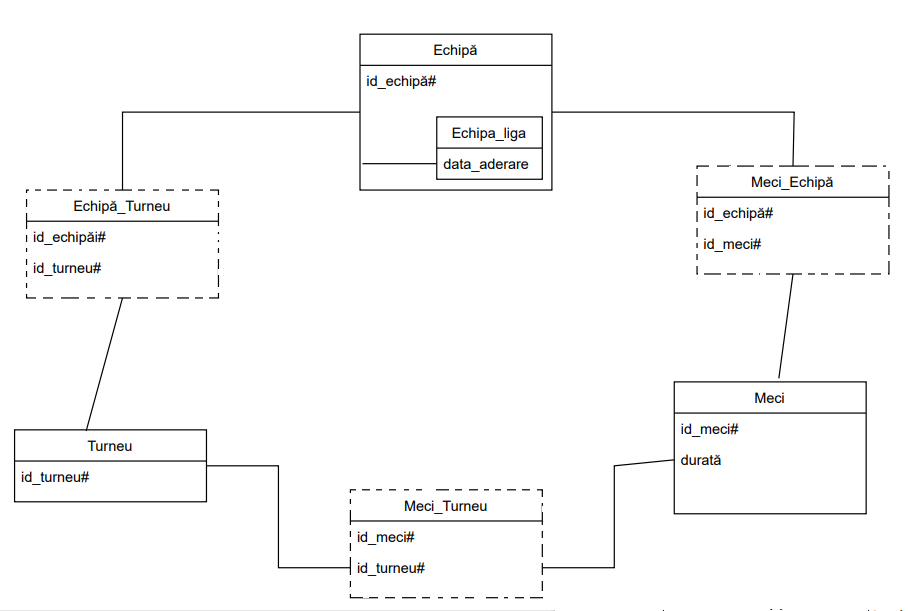 Echipă
id_echipă#
Echipa_liga
data_aderare
Echipă_Turneu
id_echipăi#
id_turneu#
Meci_Echipă
id_echipă#
id_meci#
Turneu
id_turneu#
Meci
id_meci#
durată
Meci_Turneu
id_meci#
id_turneu#